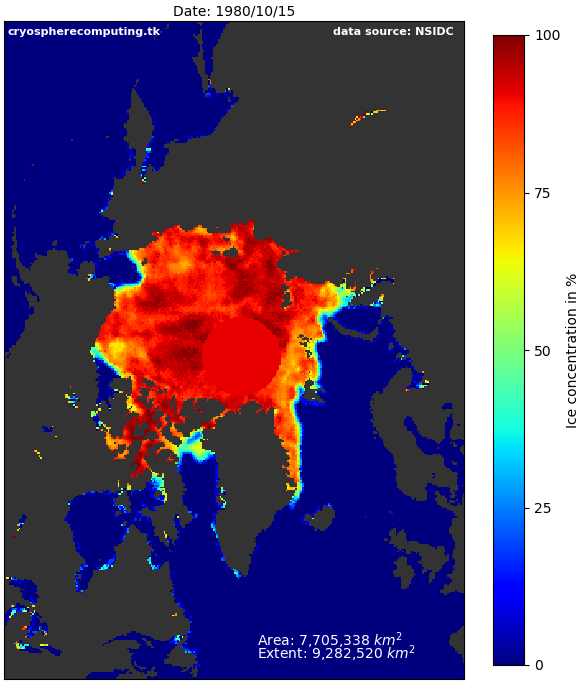 Date: 1980/10/15
cryospherecomputing.tk
data source: NSIDC
100
75
50
25
0
Ice concentration in %
Area: 7,705,338 km²
Extent: 9,282,520 km²